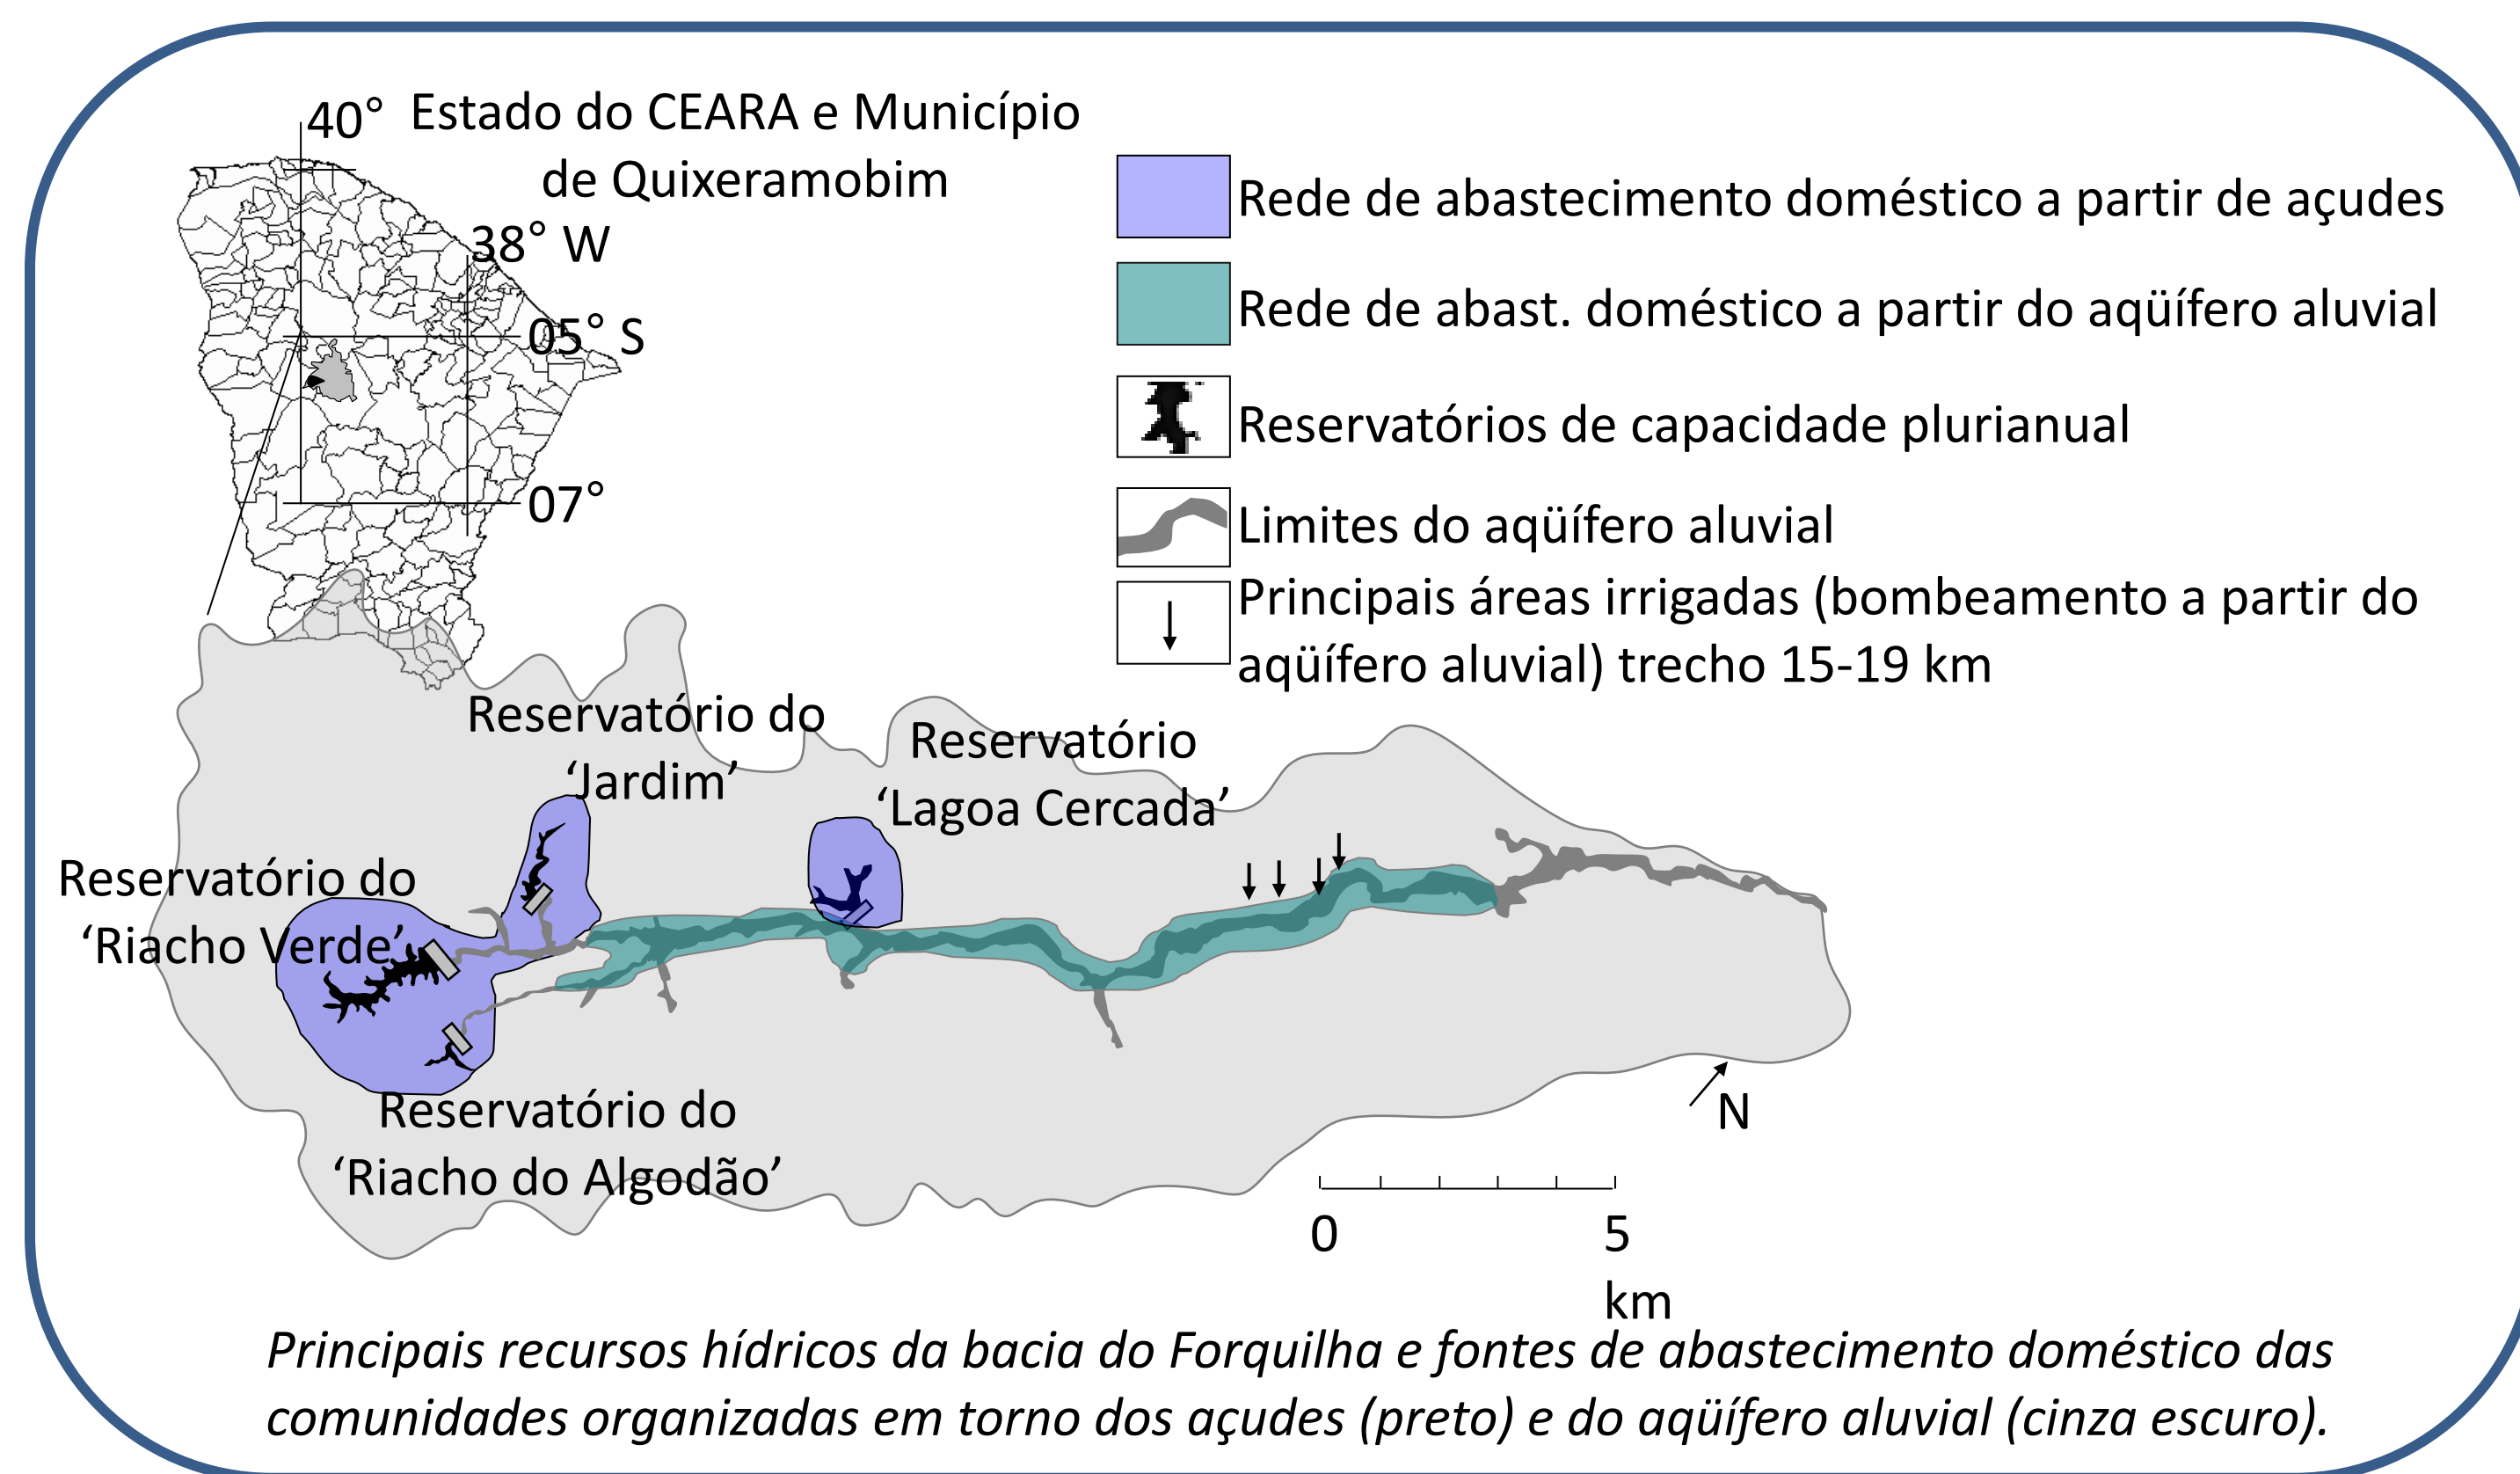 40° Estado do CEARA e Município
de Quixeramobim
38° W
05° S
07°
Rede de abastecimento doméstico a partir de açudes
Rede de abast. doméstico a partir do aqüífero aluvial
Reservatórios de capacidade plurianual
Limites do aqüífero aluvial
Principais áreas irrigadas (bombeamento a partir do
aqüífero aluvial) trecho 15-19 km
Reservatório do
‘Jardim’
Reservatório
‘Lagoa Cercada’
Reservatório do
‘Riacho Verde’
Reservatório do
‘Riacho do Algodão’
N
0 5
km
Principais recursos hídricos da bacia do Forquilha e fontes de abastecimento doméstico das
comunidades organizadas em torno dos açudes (preto) e do aqüífero aluvial (cinza escuro).